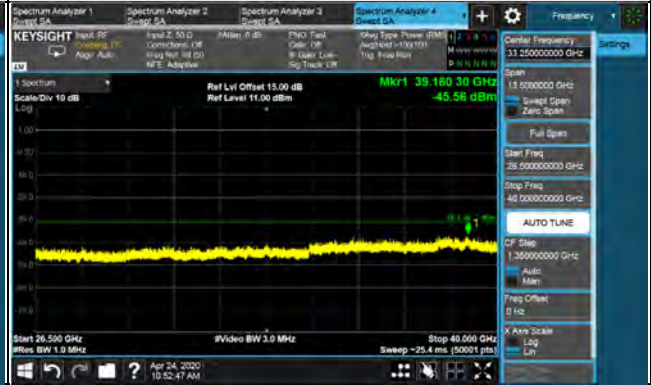 Spectrum Analyzer 1
Swept SA
Spectrum Analyzer 2
Swept SA
Spectrum Analyzer 3
Swept SA
Spectrum Analyzer 4
Swept SA
+
Frequency
KEYSIGHT Input: RF
Align: Auto
Input Z: 50 Ω
Corrections: Off
Freq Ref: Int (S)
NFE: Adaptive
#Atten: 6 dB
PNO: Fast
Gate: Off
IF Gain: Low
Sig Track: Off
#Avg Type: Power (RMS
Avg|Hold:>100/100
Trig: Free Run
1 Spectrum
Scale/Div 10 dB
Log
Ref Lvl Offset 15.00 dB
Ref Level 11.00 dBm
Mkr1 39.160 30 GHz
-45.56 dBm
1.00
1
Start 26.500 GHz
#Res BW 1.0 MHz
#Video BW 3.0 MHz
Stop 40.000 GHz
Sweep ~25.4 ms (50001 pts)
Center Frequency
33.250000000 GHz
Settings
Span
13.5000000 GHz
Swept Span
Zero Span
Full Span
Start Freq
26.500000000 GHz
Stop Freq
40.000000000 GHz
AUTO TUNE
CF Step
1.350000000 GHz
Auto
Man
Freq Offset
0 Hz
X Axis Scale
Log
Lin
?
Apr 24, 2020
10:52:47 AM